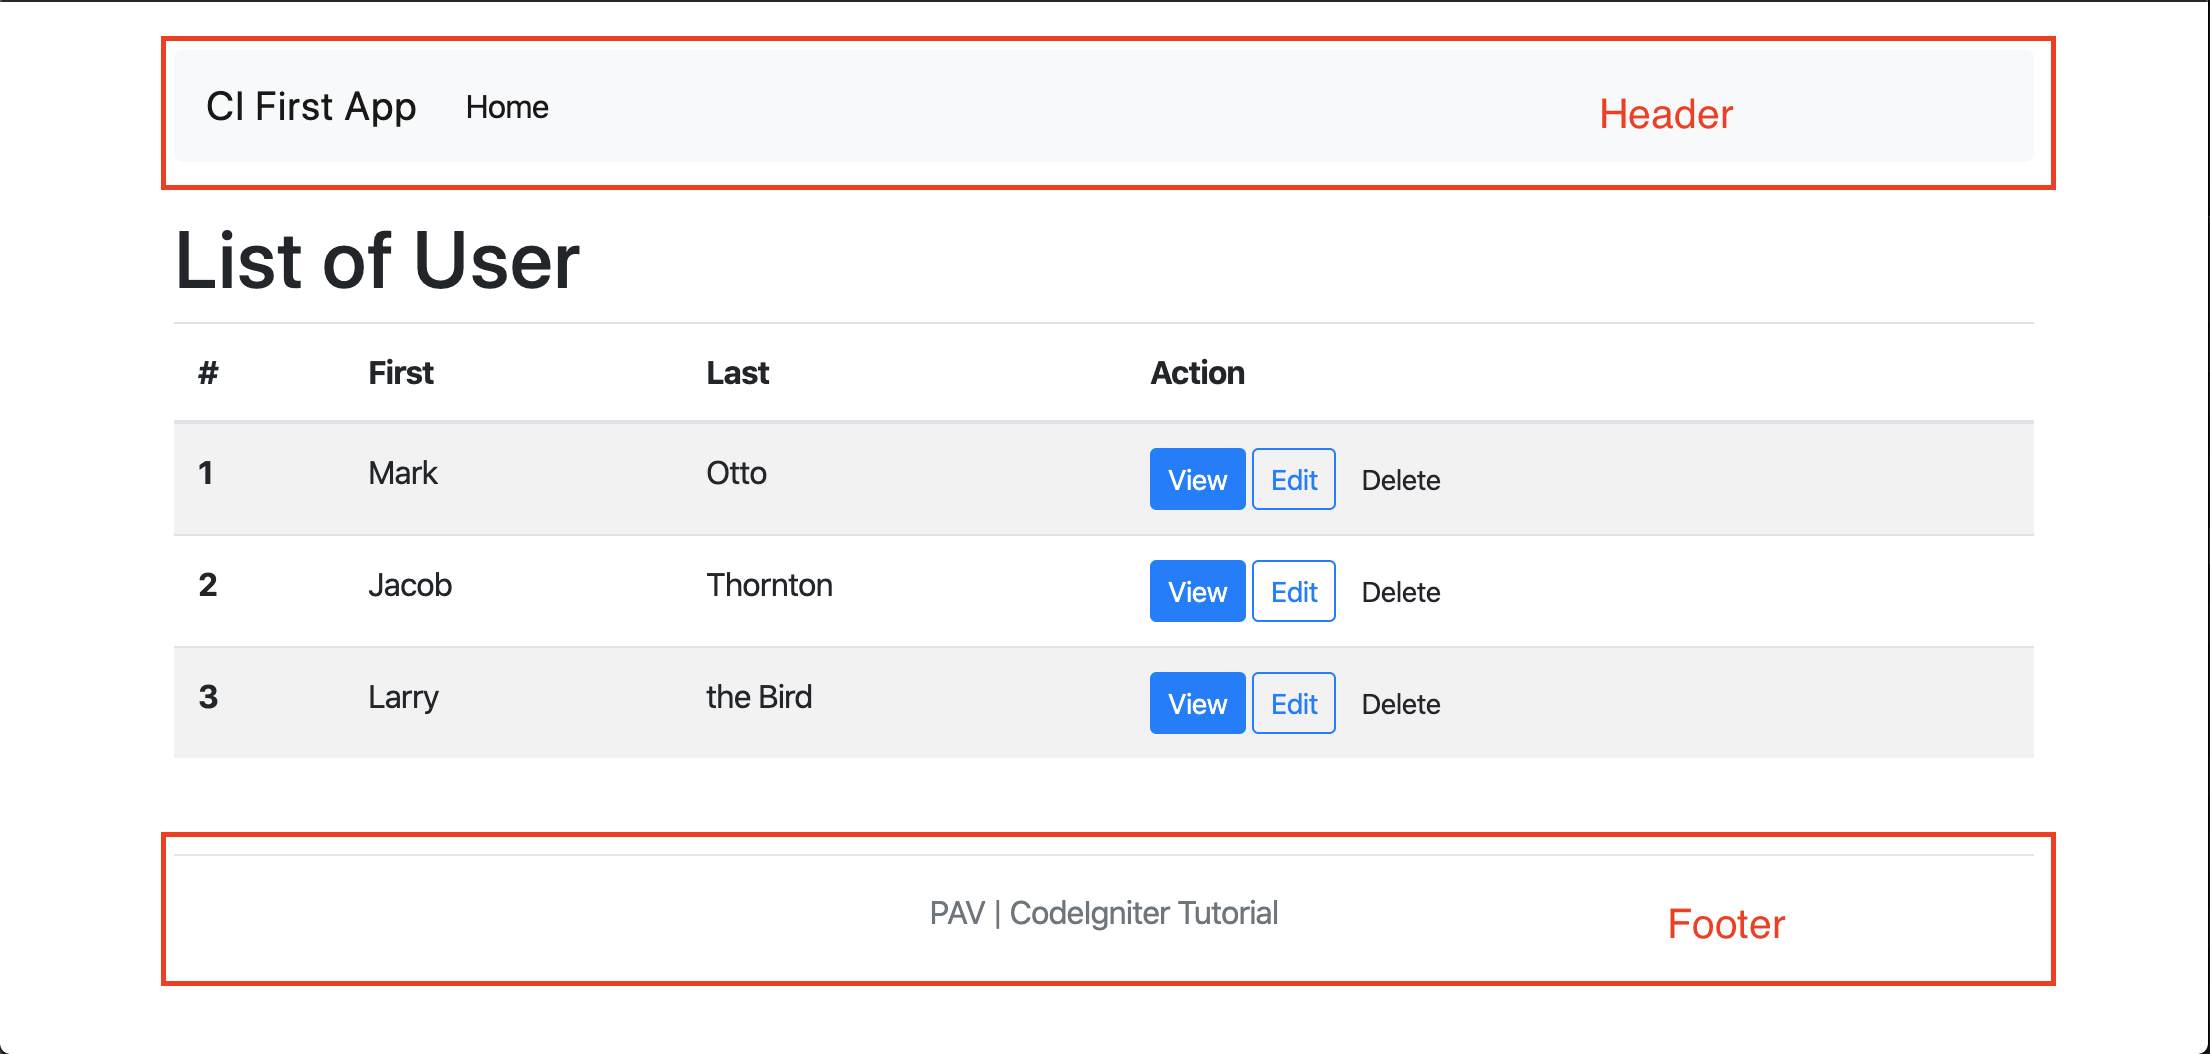 CI First App Home Header
List of User
# First Last Action
1 Mark Otto View Edit Delete
2 Jacob Thornton View Edit Delete
3 Larry the Bird View Edit Delete
PAV | CodeIgniter Tutorial Footer